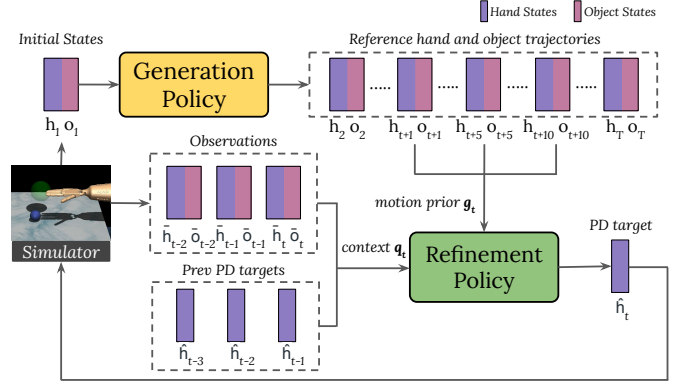 Hand States Object States
Initial States
Reference hand and object trajectories
Generation
Policy
h₁ o₁
h₂ o₂ ..... hₜ₊₁ oₜ₊₁ ..... hₜ₊₅ oₜ₊₅ ..... hₜ₊₁₀ oₜ₊₁₀ ..... h_T o_T
Observations
h̄ₜ₋₂ ōₜ₋₂ h̄ₜ₋₁ ōₜ₋₁ h̄ₜ ōₜ
motion prior gₜ
Simulator
context qₜ
Refinement
Policy
PD target
ĥₜ
Prev PD targets
ĥₜ₋₃ ĥₜ₋₂ ĥₜ₋₁